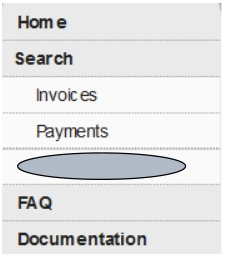 Home
Search
Invoices
Payments
FAQ
Documentation